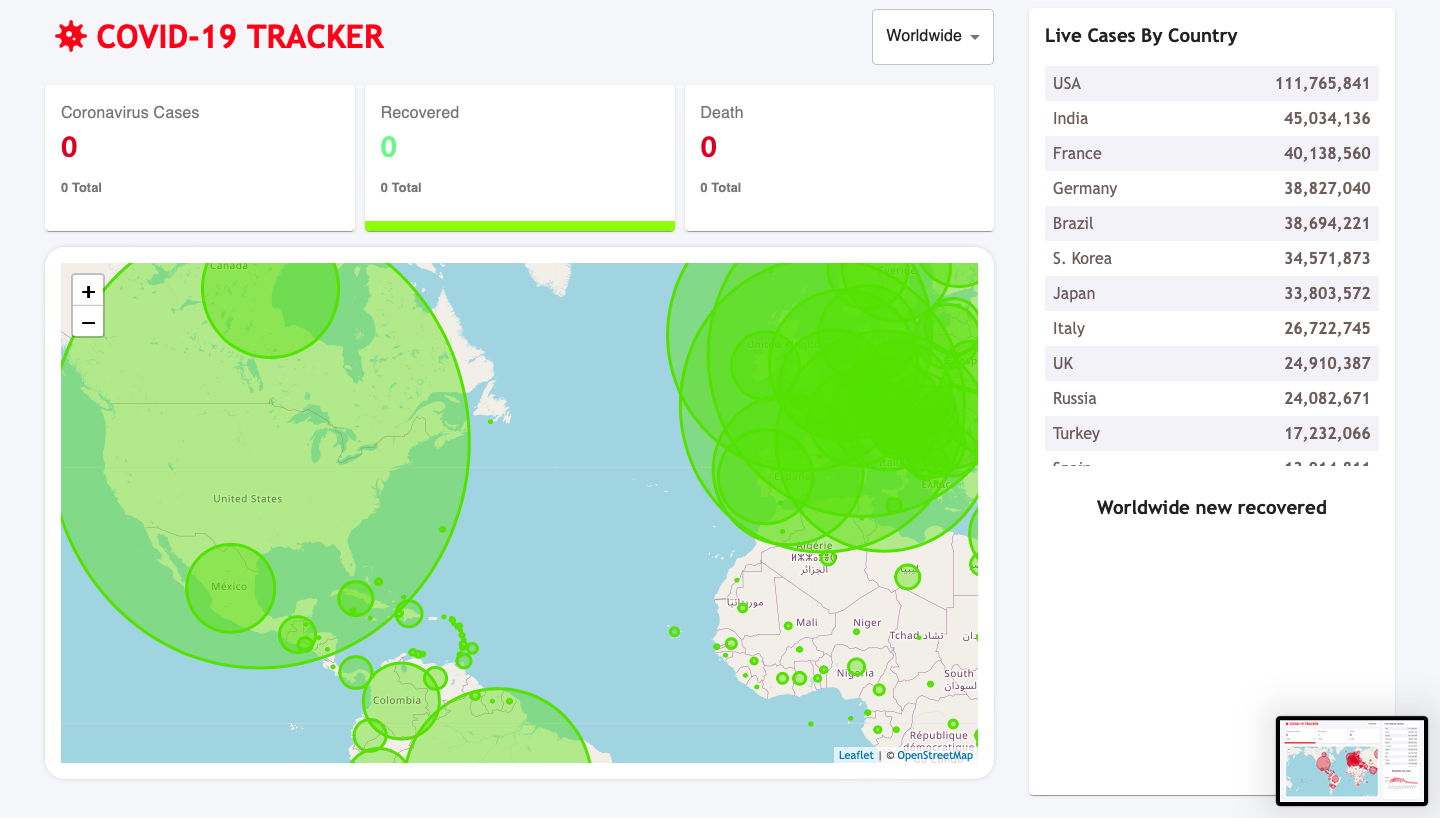 COVID-19 TRACKER
Worldwide
Coronavirus Cases
0
0 Total
Recovered
0
0 Total
Death
0
0 Total
+
−
Canada
Sverige
United States
México
España
Algérie
ⵍⵣⵣⴰⵢⴻⵔ
الجزائر
ليبيا
موريتانيا
Mali
Niger
Tchad تشاد
Nigeria
South
السودان
Colombia
République
démocratique
Leaflet | © OpenStreetMap
Live Cases By Country
USA 111,765,841
India 45,034,136
France 40,138,560
Germany 38,827,040
Brazil 38,694,221
S. Korea 34,571,873
Japan 33,803,572
Italy 26,722,745
UK 24,910,387
Russia 24,082,671
Turkey 17,232,066
Worldwide new recovered